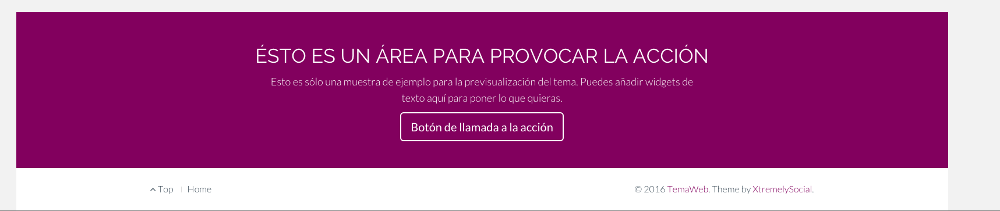 ÉSTO ES UN ÁREA PARA PROVOCAR LA ACCIÓN
Esto es sólo una muestra de ejemplo para la previsualización del tema. Puedes añadir widgets de
texto aquí para poner lo que quieras.
Botón de llamada a la acción
Top Home
© 2016 TemaWeb. Theme by XtremelySocial.